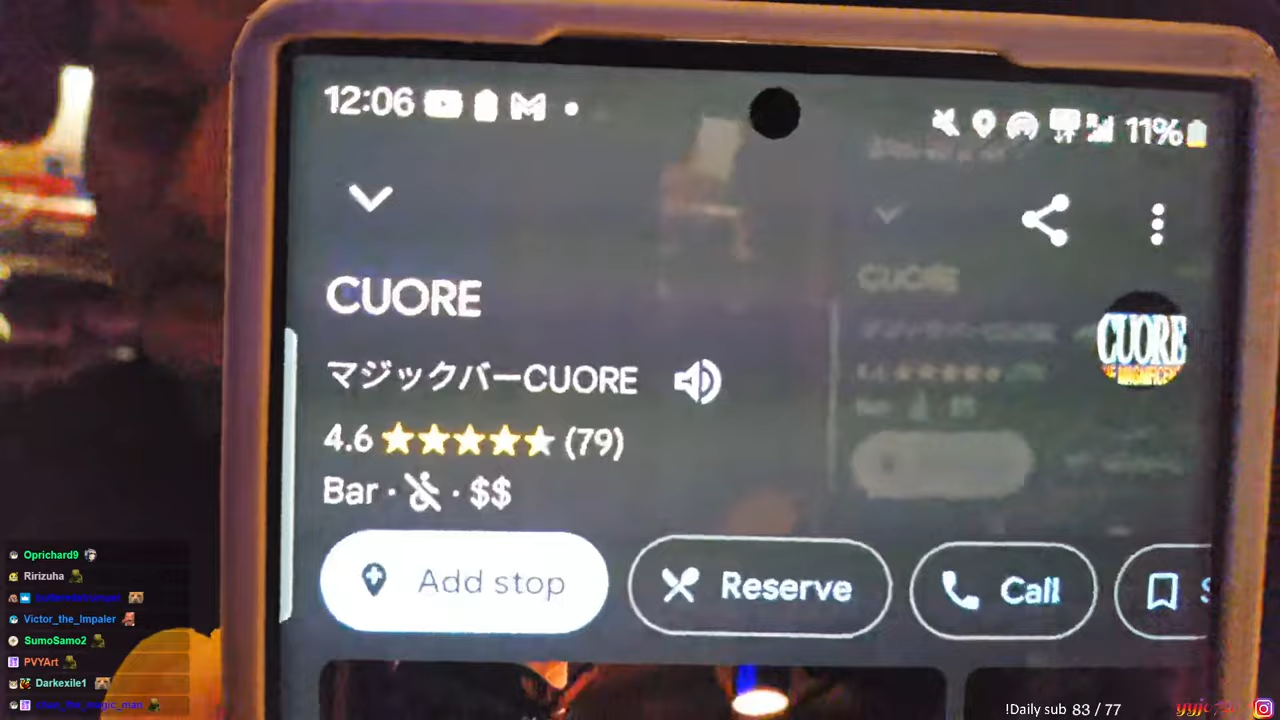 12:06
11%
CUORE
CUORE
マジックバーCUORE
CUORE
4.6 (79)
Bar · · $$
Add stop
Reserve
Call
Oprichard9
Ririzuha
Victor_the_Impaler
SumoSamo2
PVYArt
Darkexile1
!Daily sub 83 / 77